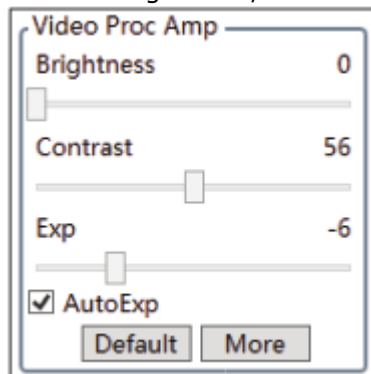 Video Proc Amp
Brightness 0
Contrast 56
Exp -6
AutoExp
Default More